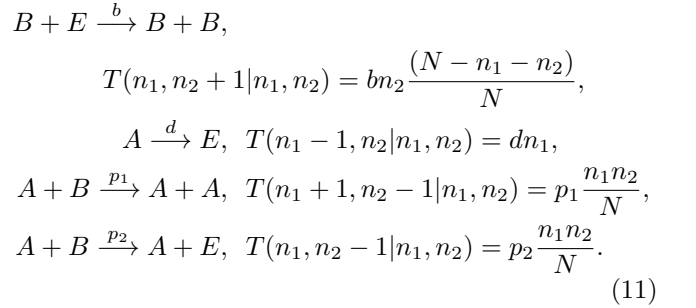 B + E \xrightarrow{b} B + B,
T(n_1, n_2 + 1|n_1, n_2) = bn_2 \frac{(N - n_1 - n_2)}{N},
A \xrightarrow{d} E, T(n_1 - 1, n_2|n_1, n_2) = dn_1,
A + B \xrightarrow{p_1} A + A, T(n_1 + 1, n_2 - 1|n_1, n_2) = p_1 \frac{n_1 n_2}{N},
A + B \xrightarrow{p_2} A + E, T(n_1, n_2 - 1|n_1, n_2) = p_2 \frac{n_1 n_2}{N}.
(11)